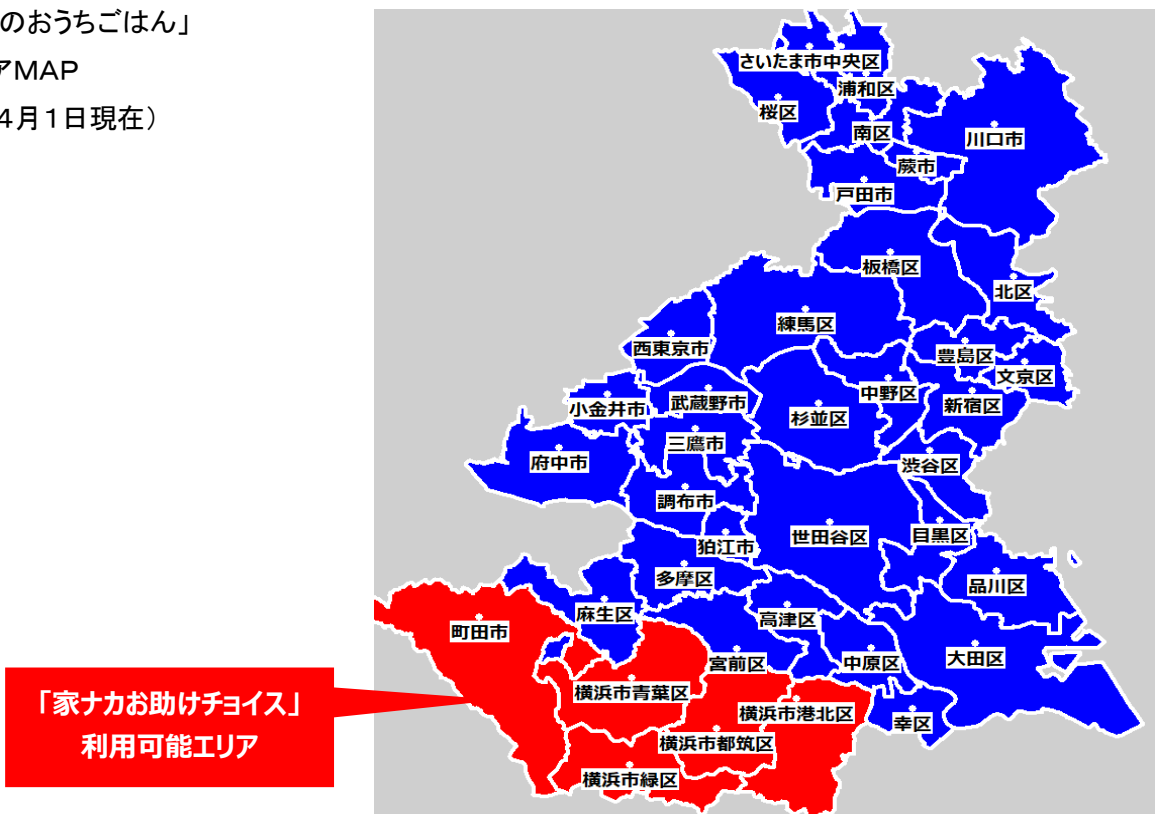 のおうちごはん」
アMAP
4月1日現在）
さいたま市中央区
浦和区
桜区
南区
川口市
蕨市
戸田市
板橋区
北区
練馬区
西東京市
豊島区
文京区
中野区
新宿区
小金井市
武蔵野市
杉並区
三鷹市
府中市
渋谷区
調布市
世田谷区
目黒区
狛江市
多摩区
品川区
麻生区
高津区
町田市
大田区
宮前区
中原区
横浜市青葉区
横浜市港北区
幸区
横浜市都筑区
横浜市緑区
「家ナカお助けチョイス」
利用可能エリア